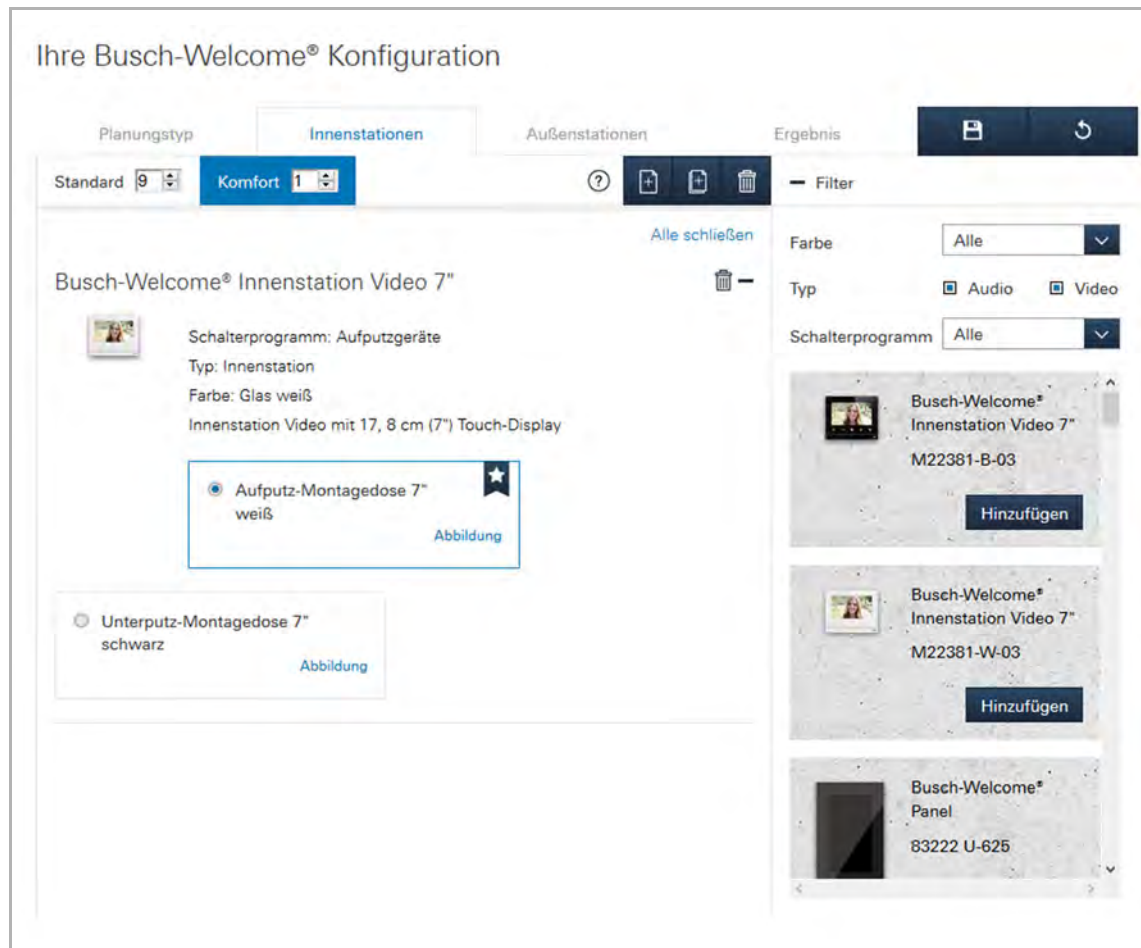 Ihre Busch-Welcome® Konfiguration
Planungstyp
Innenstationen
Außenstationen
Ergebnis
Standard 9
Komfort 1
?
Filter
Alle schließen
Farbe Alle
Busch-Welcome® Innenstation Video 7"
Typ Audio Video
Schalterprogramm: Aufputzgeräte
Schalterprogramm Alle
Typ: Innenstation
Farbe: Glas weiß
Innenstation Video mit 17, 8 cm (7") Touch-Display
Aufputz-Montagedose 7"
weiß
Abbildung
Unterputz-Montagedose 7"
schwarz
Abbildung
Busch-Welcome®
Innenstation Video 7"
M22381-B-03
Hinzufügen
Busch-Welcome®
Innenstation Video 7"
M22381-W-03
Hinzufügen
Busch-Welcome®
Panel
83222 U-625